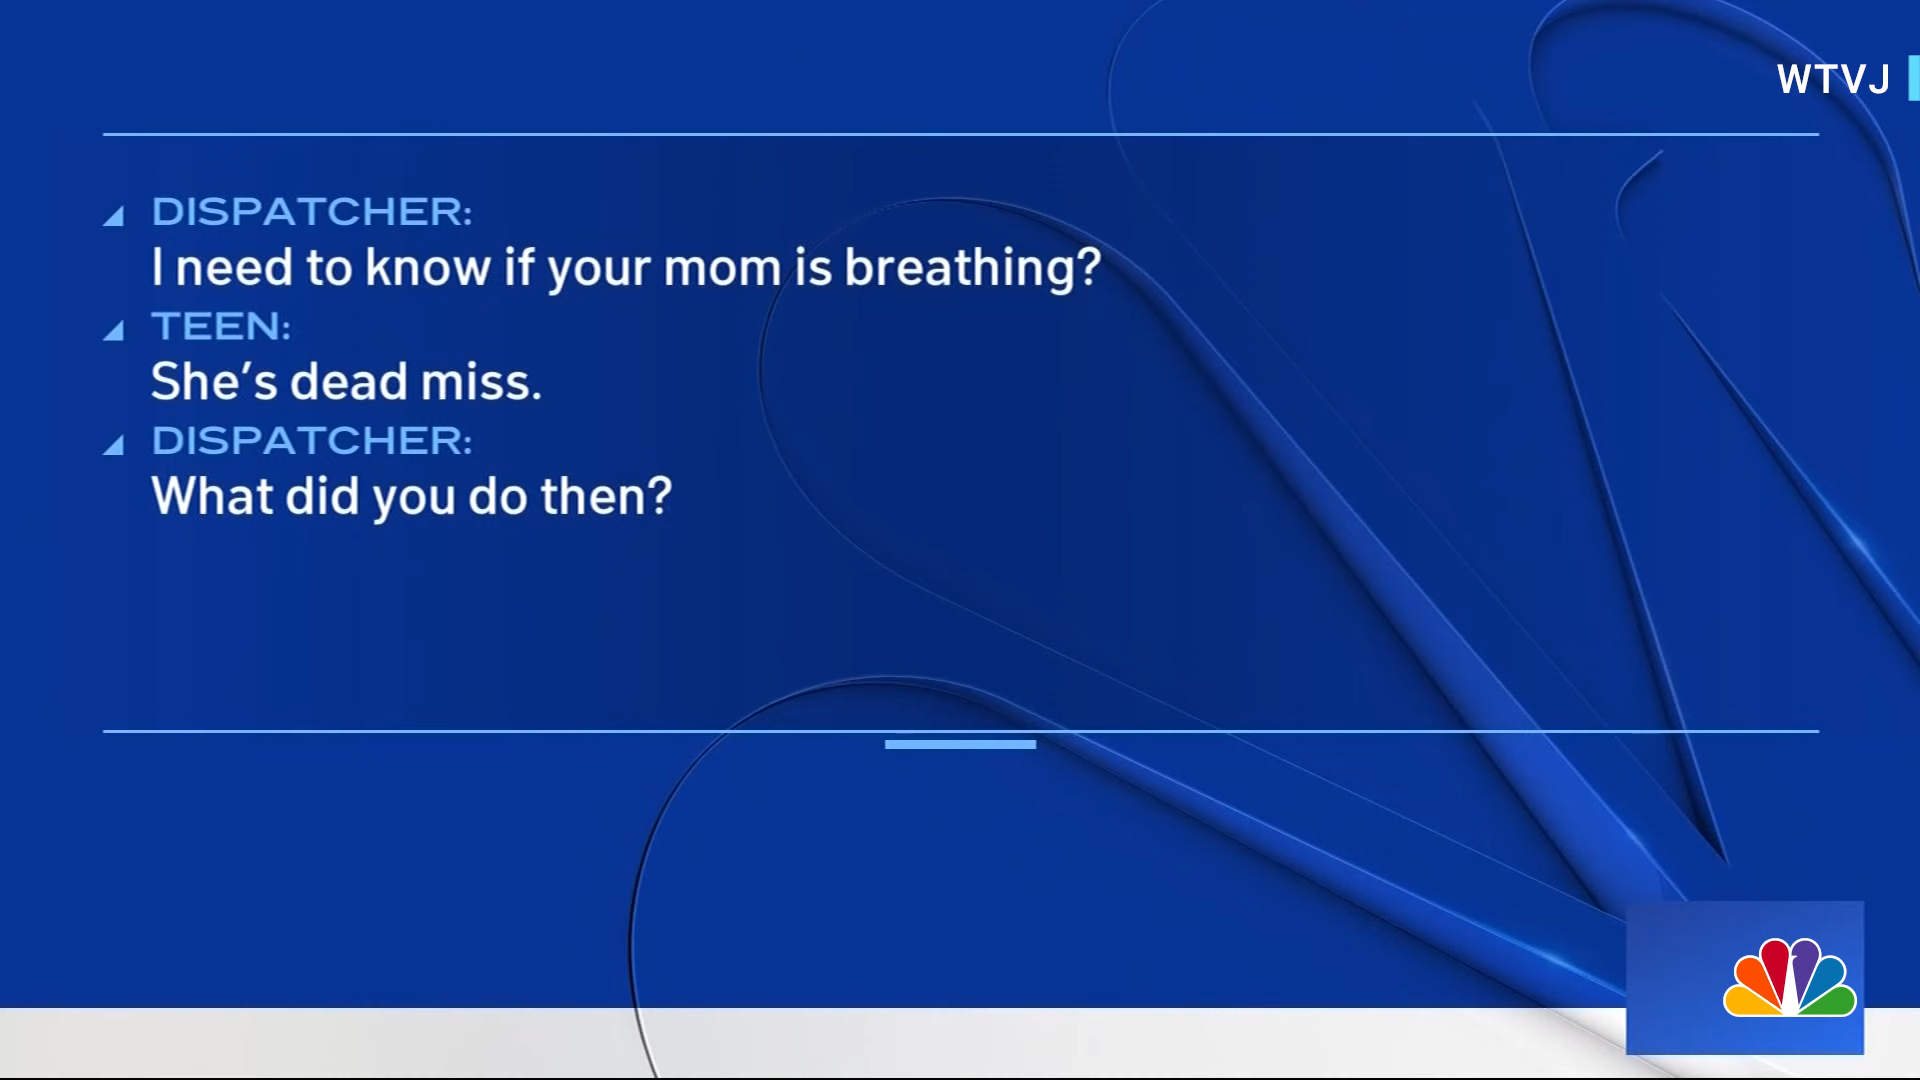 WTVJ
DISPATCHER:
I need to know if your mom is breathing?
TEEN:
She's dead miss.
DISPATCHER:
What did you do then?